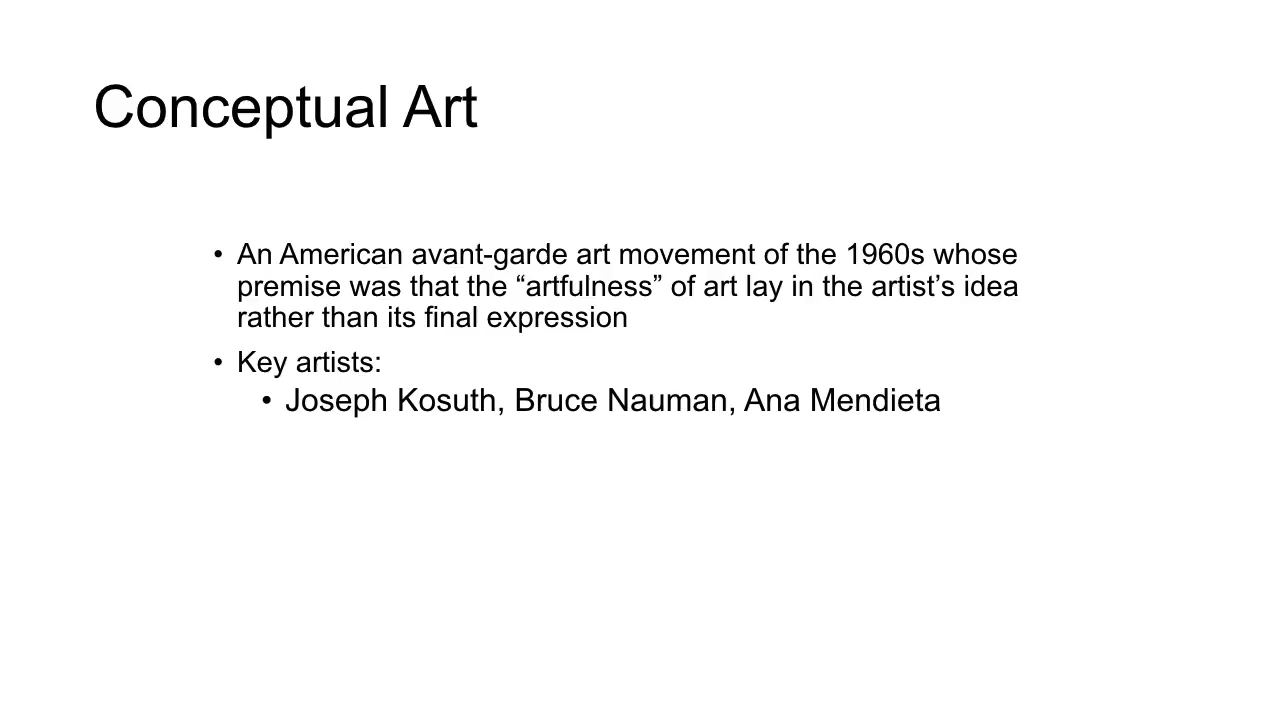 Conceptual Art
• An American avant-garde art movement of the 1960s whose
premise was that the “artfulness” of art lay in the artist’s idea
rather than its final expression
• Key artists:
• Joseph Kosuth, Bruce Nauman, Ana Mendieta